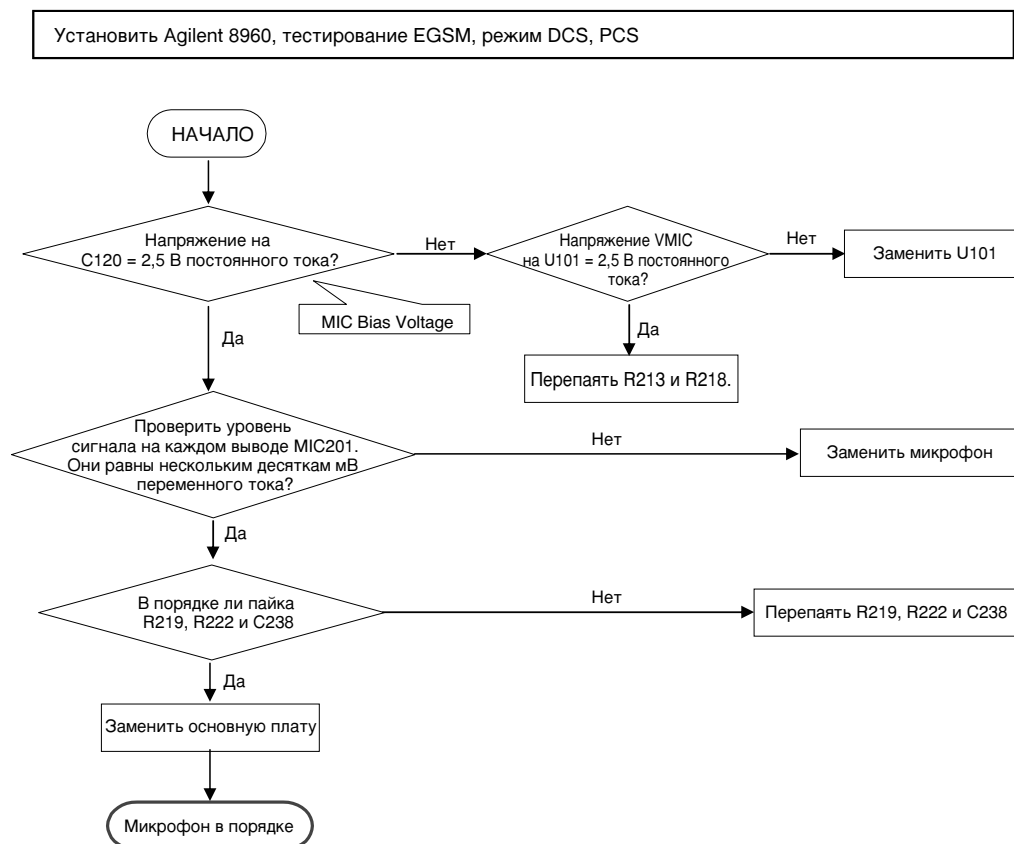 Установить Agilent 8960, тестирование EGSM, режим DCS, PCS
НАЧАЛО
Напряжение на
C120 = 2,5 В постоянного тока?
Нет
Напряжение VMIC
на U101 = 2,5 В постоянного
тока?
Нет
Заменить U101
MIC Bias Voltage
Да
Да
Перепаять R213 и R218.
Проверить уровень
сигнала на каждом выводе MIC201.
Они равны нескольким десяткам мВ
переменного тока?
Нет
Заменить микрофон
Да
В порядке ли пайка
R219, R222 и C238
Нет
Перепаять R219, R222 и C238
Да
Заменить основную плату
Микрофон в порядке